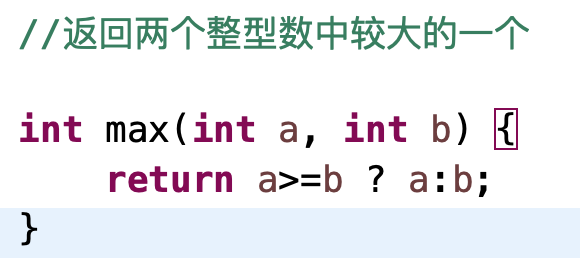 //返回两个整型数中较大的一个
int max(int a, int b) {
    return a>=b ? a:b;
}